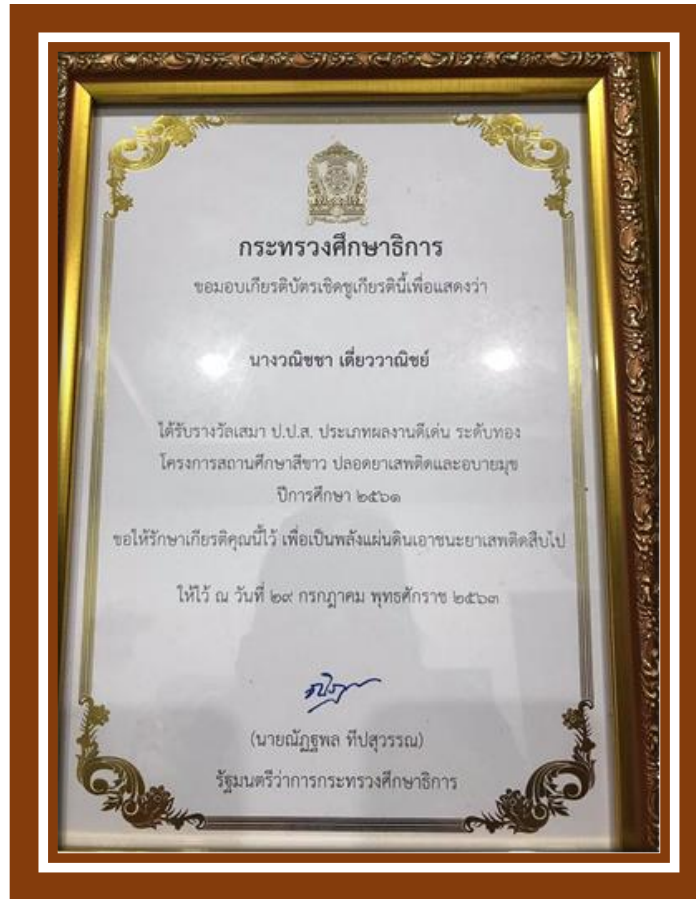 กระทรวงศึกษาธิการ
ขอมอบเกียรติบัตรเชิดชูเกียรตินี้เพื่อแสดงว่า
นางวณิชชา เดี่ยววาณิชย์
ได้รับรางวัลเสมา ป.ป.ส. ประเภทผลงานดีเด่น ระดับทอง
โครงการสถานศึกษาสีขาว ปลอดยาเสพติดและอบายมุข
ปีการศึกษา ๒๕๖๑
ขอให้รักษาเกียรติคุณนี้ไว้ เพื่อเป็นพลังแผ่นดินเอาชนะยาเสพติดสืบไป
ให้ไว้ ณ วันที่ ๒๙ กรกฎาคม พุทธศักราช ๒๕๖๓
(นายณัฏฐพล ทีปสุวรรณ)
รัฐมนตรีว่าการกระทรวงศึกษาธิการ